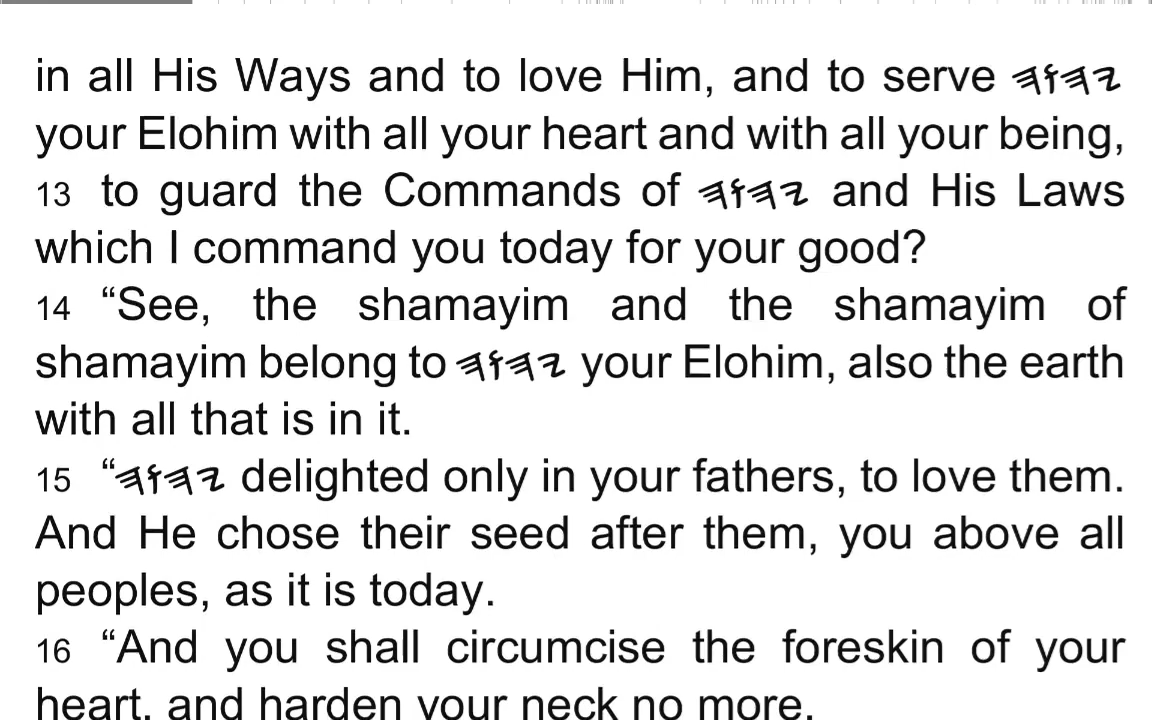 in all His Ways and to love Him, and to serve 𐤉𐤄𐤅𐤄
your Elohim with all your heart and with all your being,
13 to guard the Commands of 𐤉𐤄𐤅𐤄 and His Laws
which I command you today for your good?
14 “See, the shamayim and the shamayim of
shamayim belong to 𐤉𐤄𐤅𐤄 your Elohim, also the earth
with all that is in it.
15 “𐤉𐤄𐤅𐤄 delighted only in your fathers, to love them.
And He chose their seed after them, you above all
peoples, as it is today.
16 “And you shall circumcise the foreskin of your
heart, and harden your neck no more.